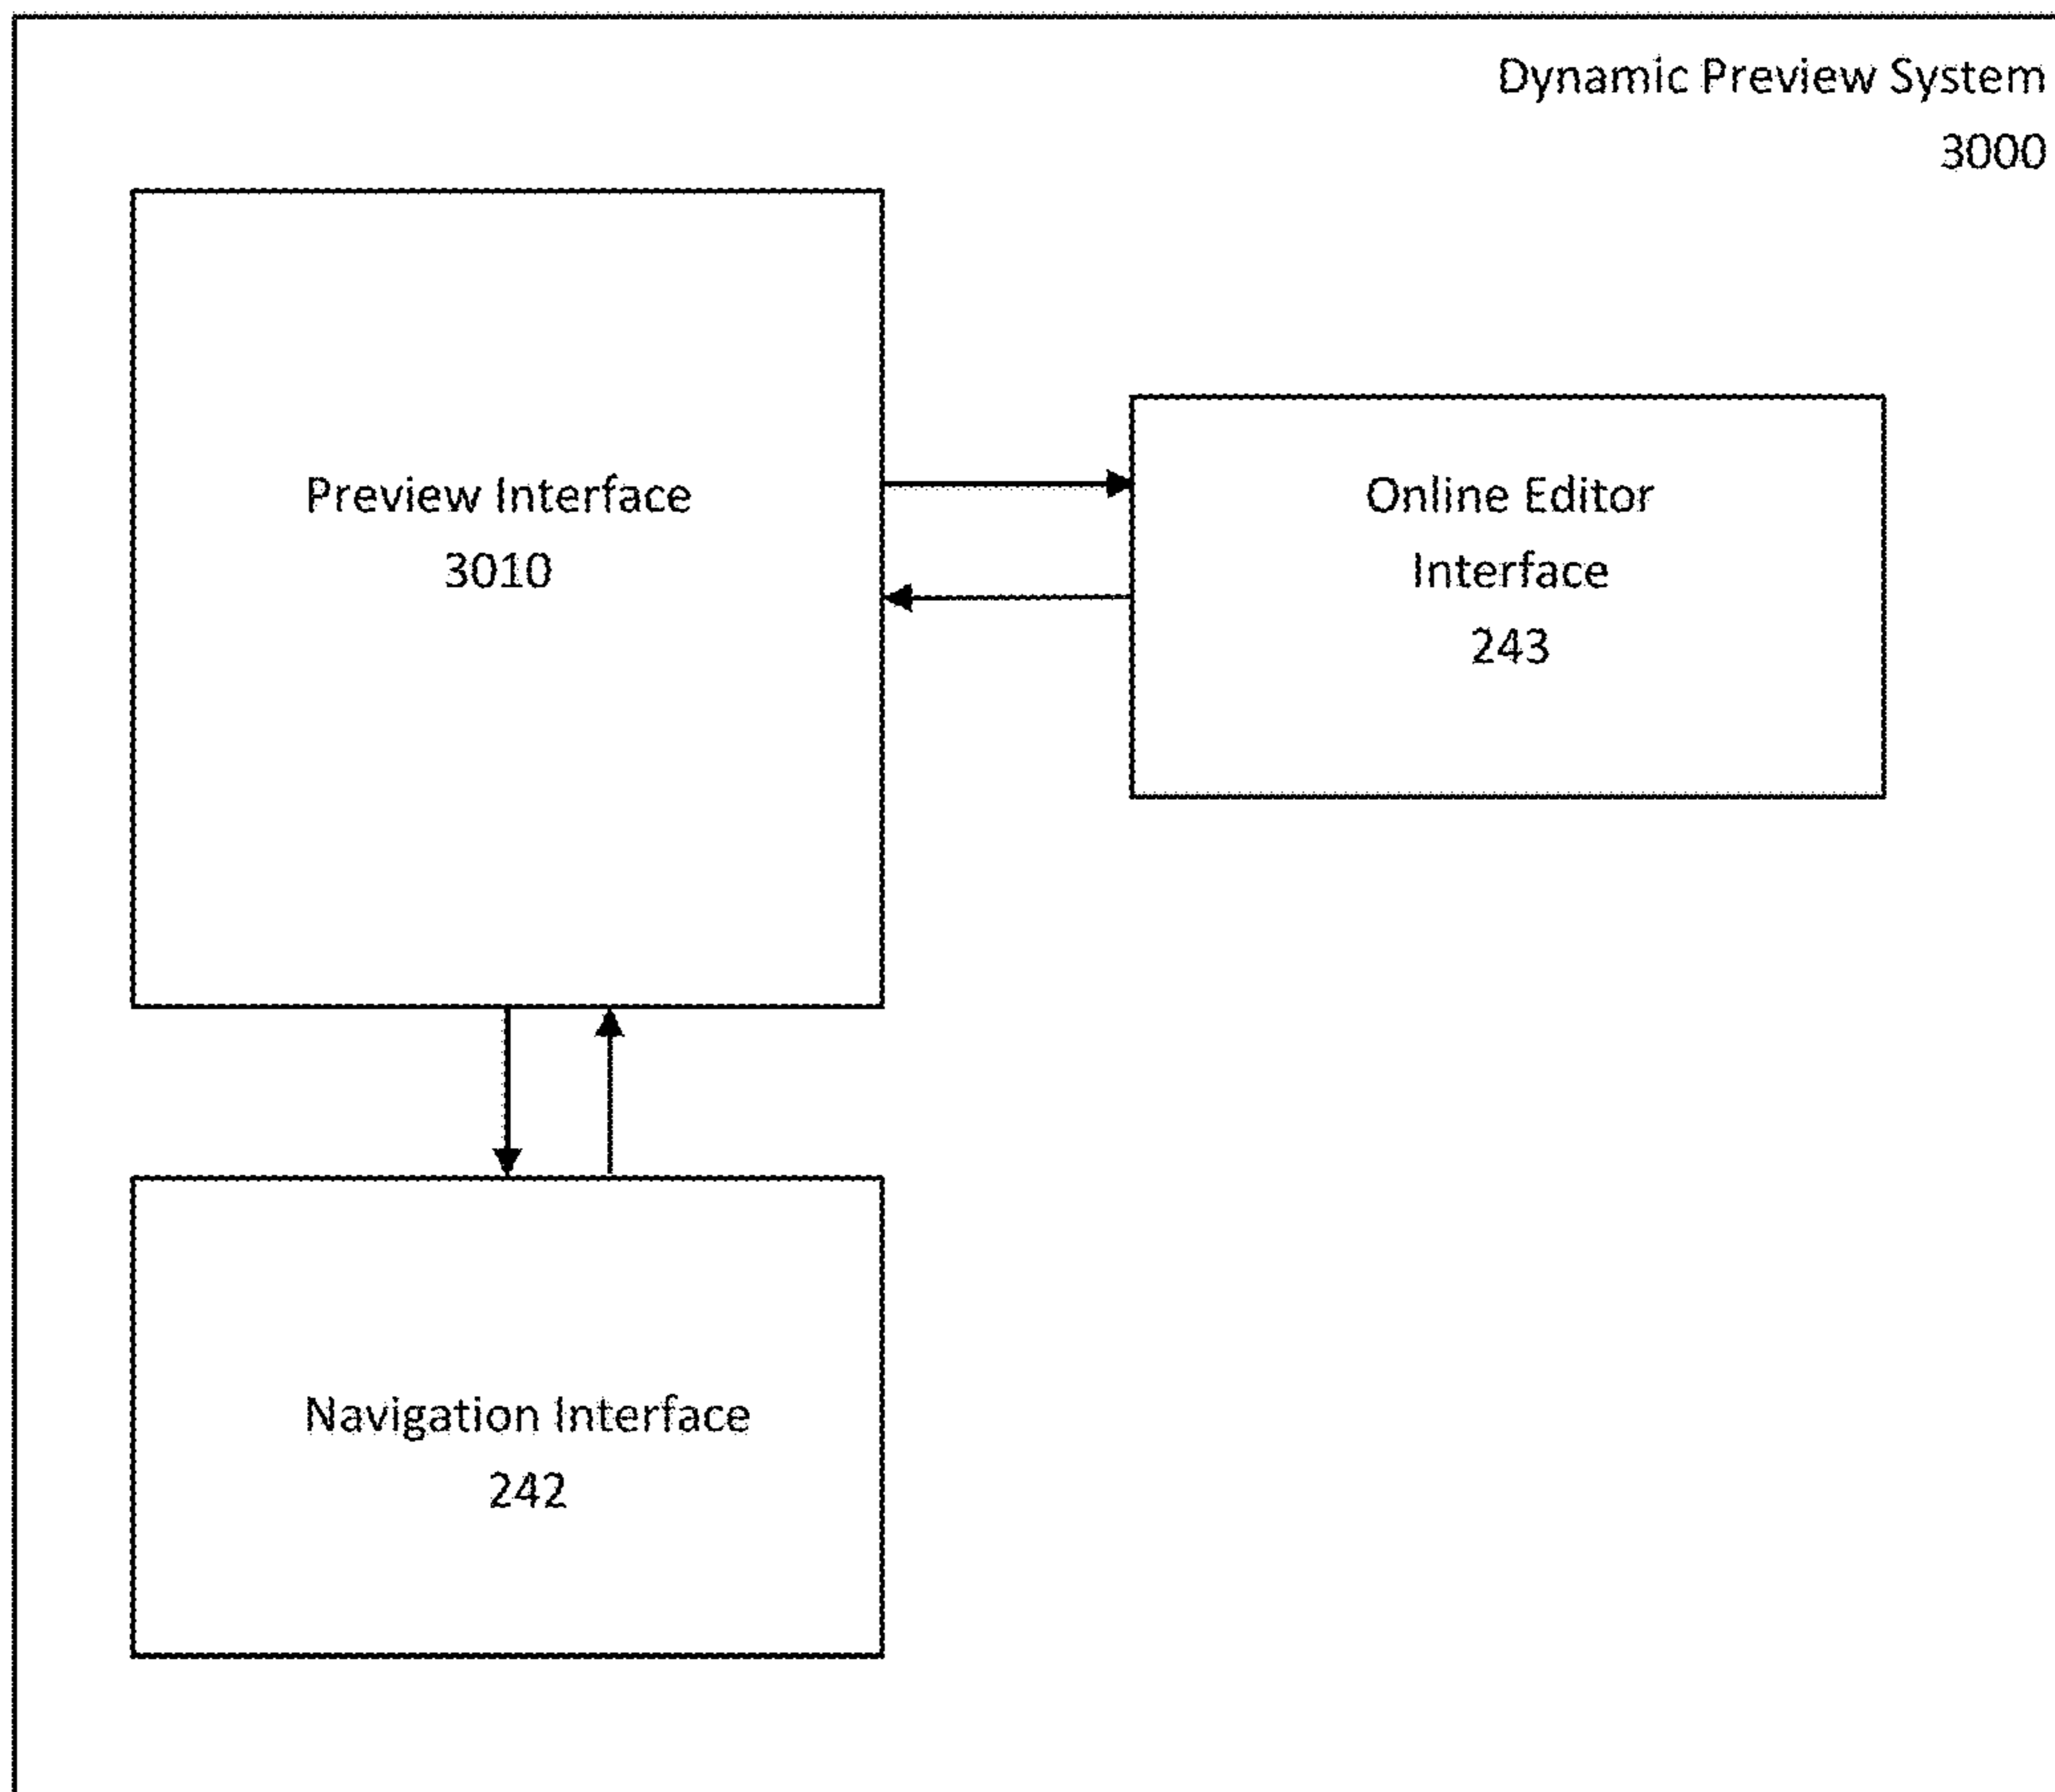 Dynamic Preview System
3000
Preview Interface
3010
Online Editor
Interface
243
Navigation Interface
242